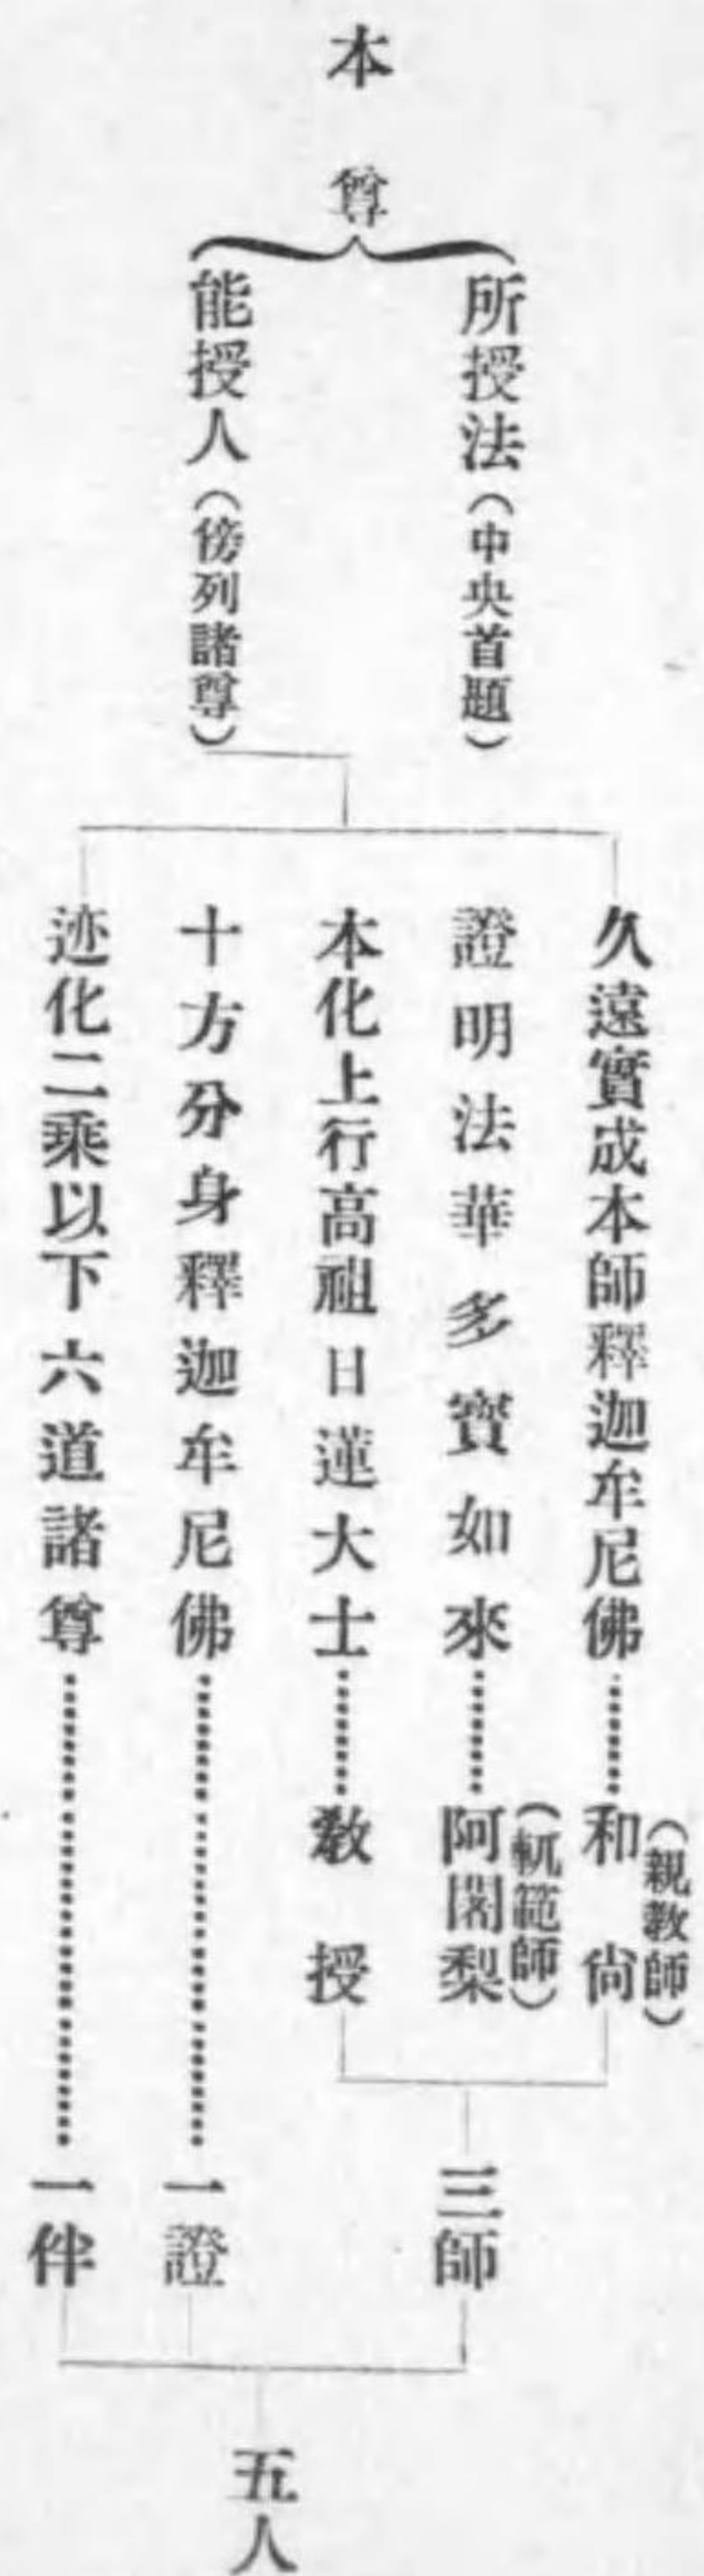 本尊
所授法(中央首題)
能授人(傍列諸尊)
久遠實成本師釋迦牟尼佛
和尙
(親敎師)
證明法華多寶如來
阿闍梨
(軌範師)
本化上行高祖日蓮大士
敎授
三師
十方分身釋迦牟尼佛
一證
迹化二乘以下六道諸尊
一伴
五人